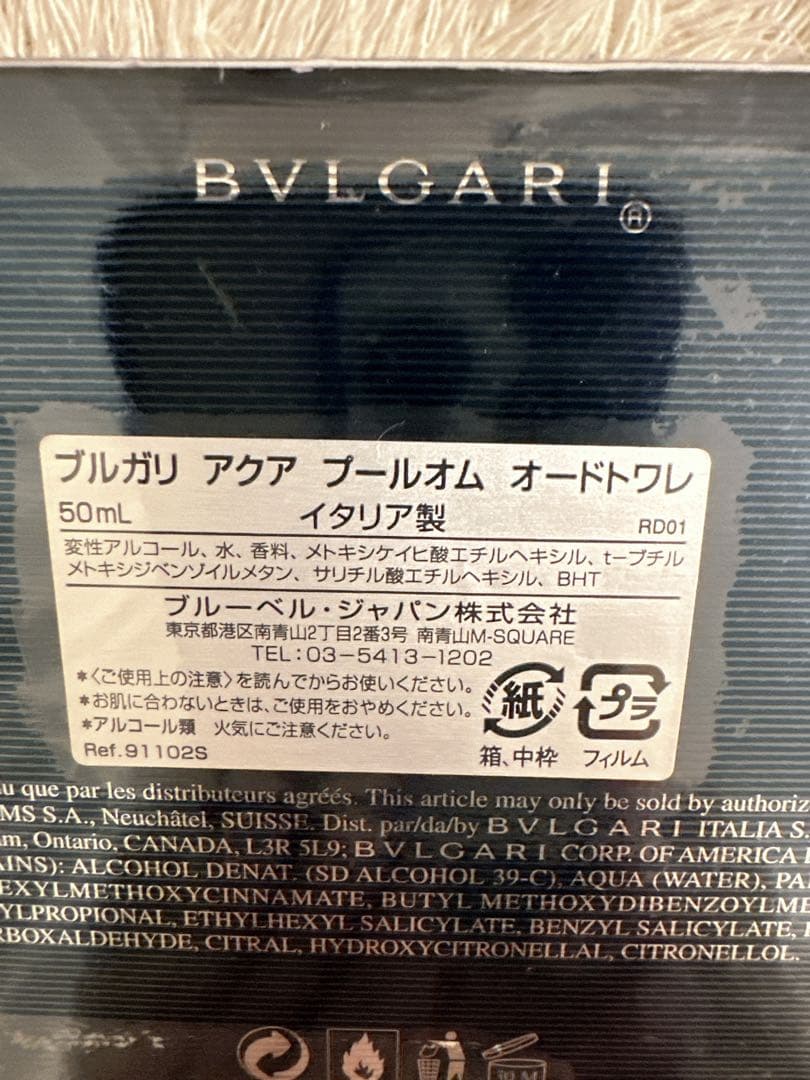 BVLGARI
®
ブルガリ アクア プールオム オードトワレ
50mL イタリア製 RD01
変性アルコール、水、香料、メトキシケイヒ酸エチルヘキシル、t-ブチル
メトキシジベンゾイルメタン、サリチル酸エチルヘキシル、BHT
ブルーベル・ジャパン株式会社
東京都港区南青山2丁目2番3号 南青山M-SQUARE
TEL:03-5413-1202
*〈ご使用上の注意〉を読んでからお使いください。
*お肌に合わないときは、ご使用をおやめください。
*アルコール類 火気にご注意ください。
Ref.91102S
紙
箱、中枠
プラ
フィルム
que par les distributeurs agréés. This article may only be sold by authoriz
MS S.A., Neuchâtel, SUISSE. Dist. par/da/by BVLGARI ITALIA S
am, Ontario, CANADA, L3R 5L9; BVLGARI CORP. OF AMERICA
AINS): ALCOHOL DENAT. (SD ALCOHOL 39-C), AQUA (WATER), PA
EXYLMETHOXYCINNAMATE, BUTYL METHOXYDIBENZOYLME
YLPROPIONAL, ETHYLHEXYL SALICYLATE, BENZYL SALICYLATE,
RBOXALDEHYDE, CITRAL, HYDROXYCITRONELLAL, CITRONELLOL.
30 M